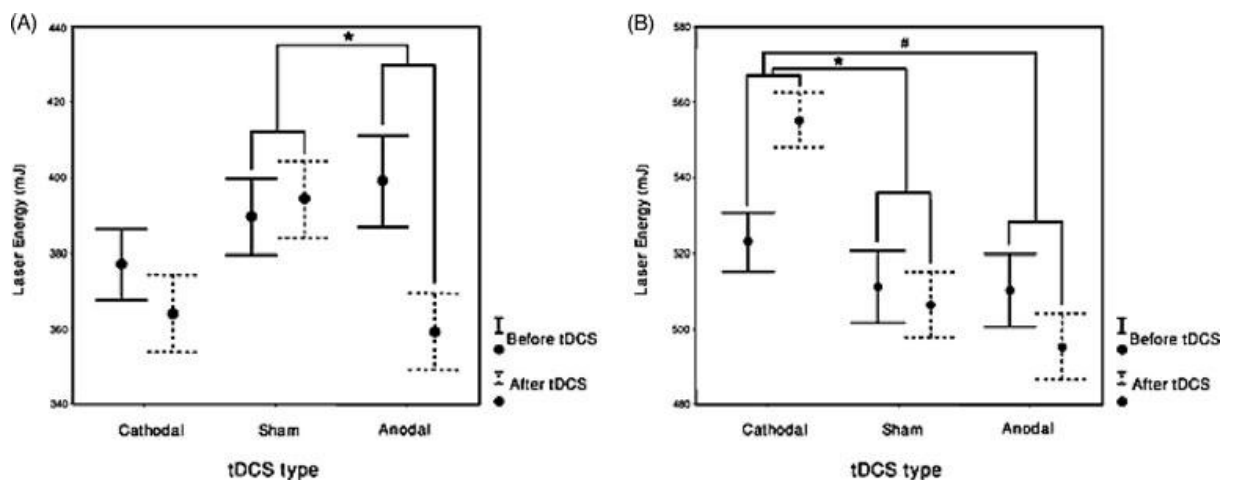 (A)
440
*
420
400
380
360
340
Laser Energy (mJ)
Cathodal Sham Anodal
tDCS type
Before tDCS
After tDCS
(B)
580
#
*
560
540
520
500
480
Laser Energy (mJ)
Cathodal Sham Anodal
tDCS type
Before tDCS
After tDCS